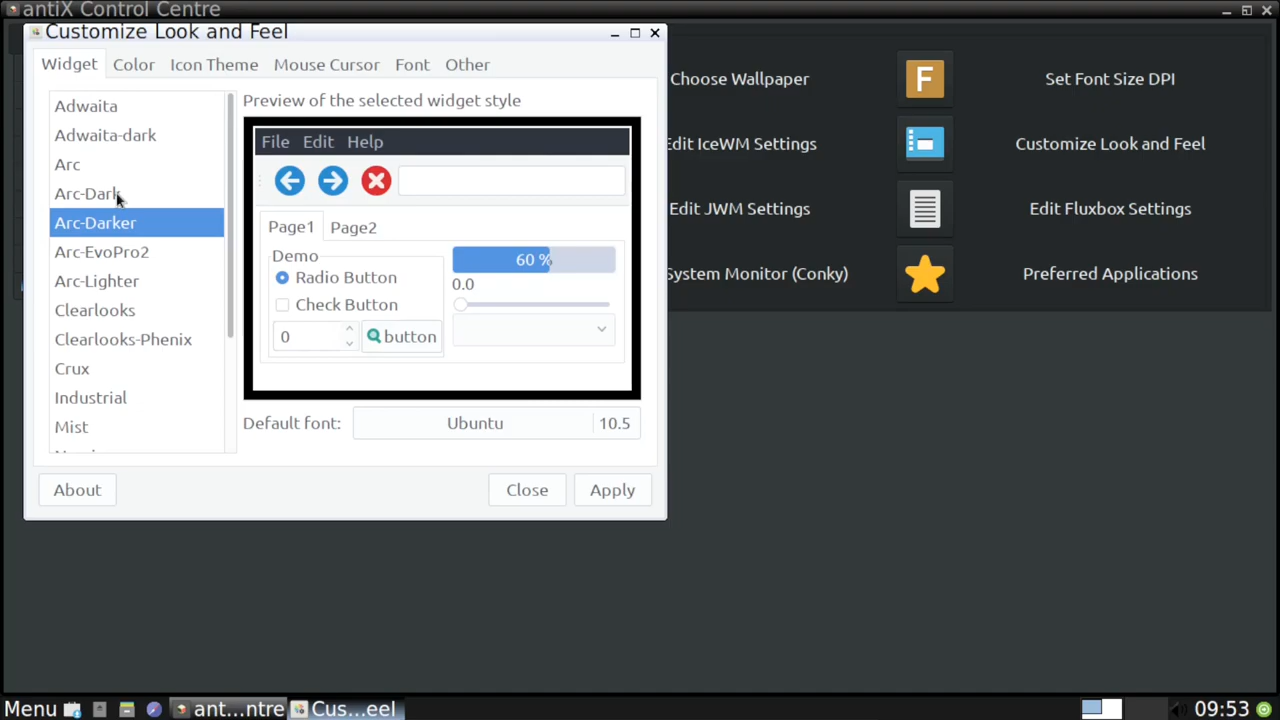 antiX Control Centre
Customize Look and Feel
Widget Color Icon Theme Mouse Cursor Font Other
Adwaita
Adwaita-dark
Arc
Arc-Dark
Arc-Darker
Arc-EvoPro2
Arc-Lighter
Clearlooks
Clearlooks-Phenix
Crux
Industrial
Mist
Preview of the selected widget style
File Edit Help
Page1 Page2
Demo
Radio Button
Check Button
0
button
60 %
0.0
Default font: Ubuntu 10.5
About Close Apply
Choose Wallpaper
F
Set Font Size DPI
Edit IceWM Settings
Customize Look and Feel
Edit JWM Settings
Edit Fluxbox Settings
System Monitor (Conky)
Preferred Applications
Menu ant...ntre Cus...eel 09:53